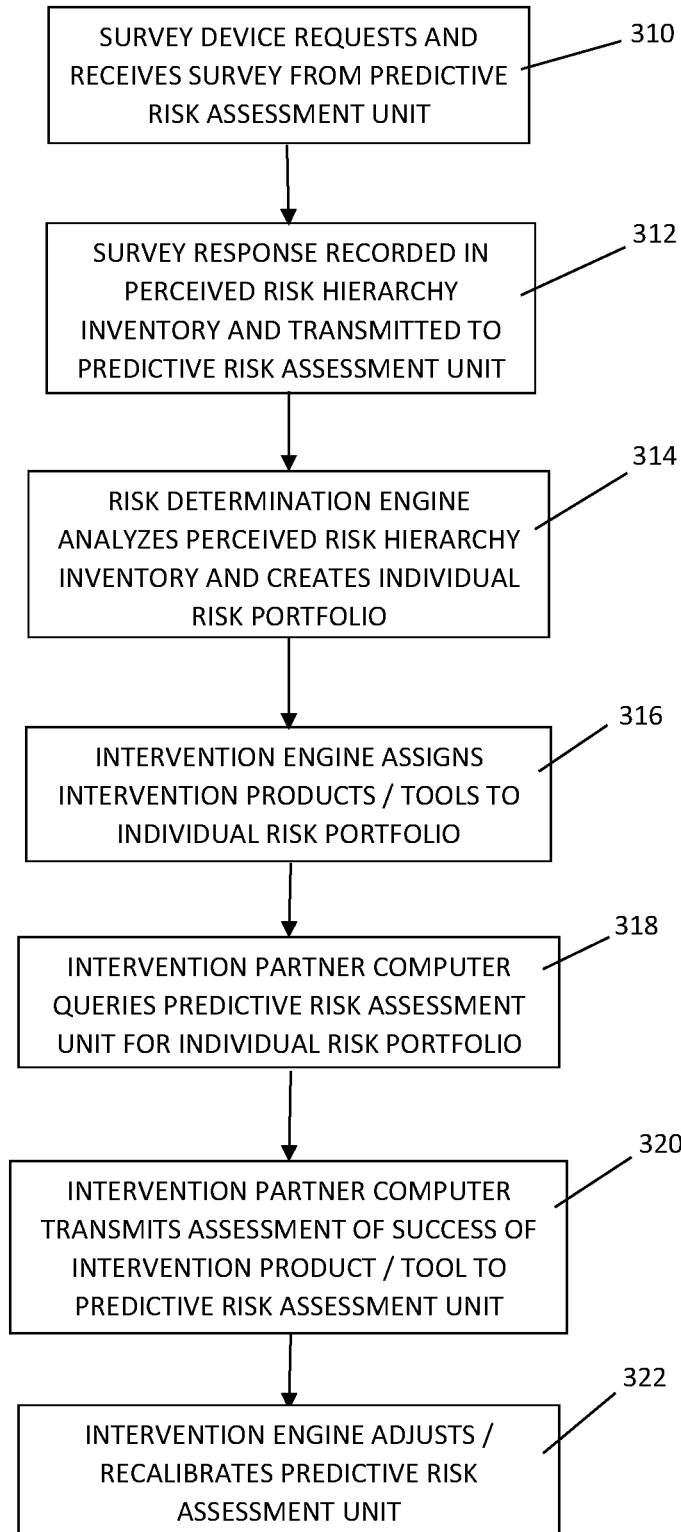 SURVEY DEVICE REQUESTS AND
RECEIVES SURVEY FROM PREDICTIVE
RISK ASSESSMENT UNIT
310
SURVEY RESPONSE RECORDED IN
PERCEIVED RISK HIERARCHY
INVENTORY AND TRANSMITTED TO
PREDICTIVE RISK ASSESSMENT UNIT
312
RISK DETERMINATION ENGINE
ANALYZES PERCEIVED RISK HIERARCHY
INVENTORY AND CREATES INDIVIDUAL
RISK PORTFOLIO
314
INTERVENTION ENGINE ASSIGNS
INTERVENTION PRODUCTS / TOOLS TO
INDIVIDUAL RISK PORTFOLIO
316
INTERVENTION PARTNER COMPUTER
QUERIES PREDICTIVE RISK ASSESSMENT
UNIT FOR INDIVIDUAL RISK PORTFOLIO
318
INTERVENTION PARTNER COMPUTER
TRANSMITS ASSESSMENT OF SUCCESS OF
INTERVENTION PRODUCT / TOOL TO
PREDICTIVE RISK ASSESSMENT UNIT
320
INTERVENTION ENGINE ADJUSTS /
RECALIBRATES PREDICTIVE RISK
ASSESSMENT UNIT
322